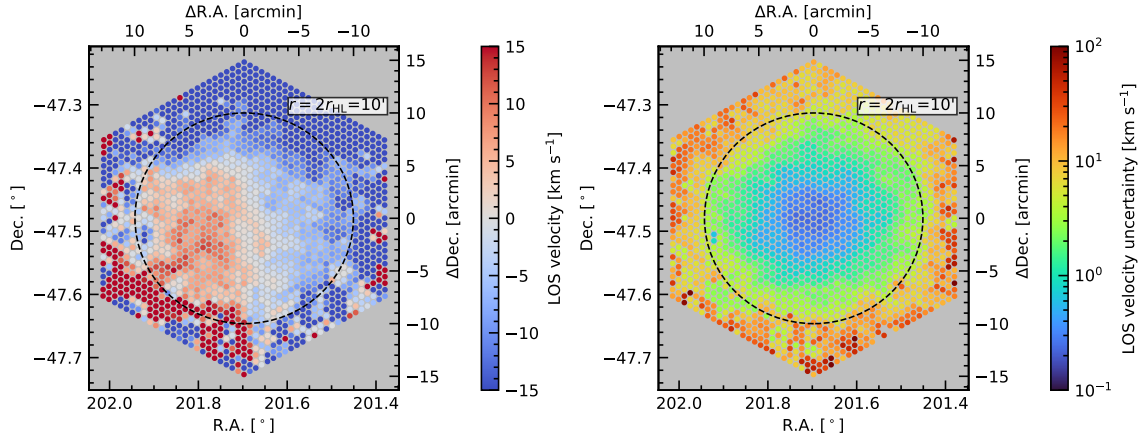 ΔR.A. [arcmin]
10 5 0 −5 −10
r = 2r_HL=10'
−47.3
−47.4
−47.5
−47.6
−47.7
Dec. [°]
15
10
5
0
−5
−10
−15
ΔDec. [arcmin]
202.0 201.8 201.6 201.4
R.A. [°]
15
10
5
0
−5
−10
−15
LOS velocity [km s⁻¹]
ΔR.A. [arcmin]
10 5 0 −5 −10
r = 2r_HL=10'
−47.3
−47.4
−47.5
−47.6
−47.7
Dec. [°]
15
10
5
0
−5
−10
−15
ΔDec. [arcmin]
202.0 201.8 201.6 201.4
R.A. [°]
10²
10¹
10⁰
10⁻¹
LOS velocity uncertainty [km s⁻¹]